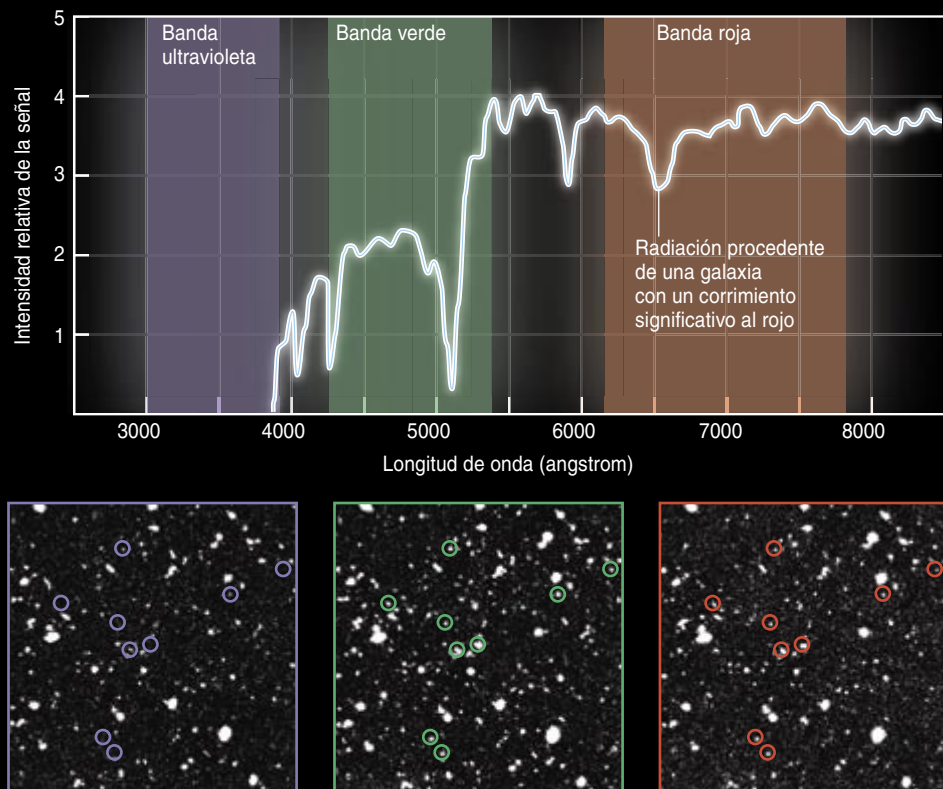 Intensidad relativa de la señal
5
4
3
2
1
Banda
ultravioleta
Banda verde
Banda roja
Radiación procedente
de una galaxia
con un corrimiento
significativo al rojo
3000 4000 5000 6000 7000 8000
Longitud de onda (angstrom)